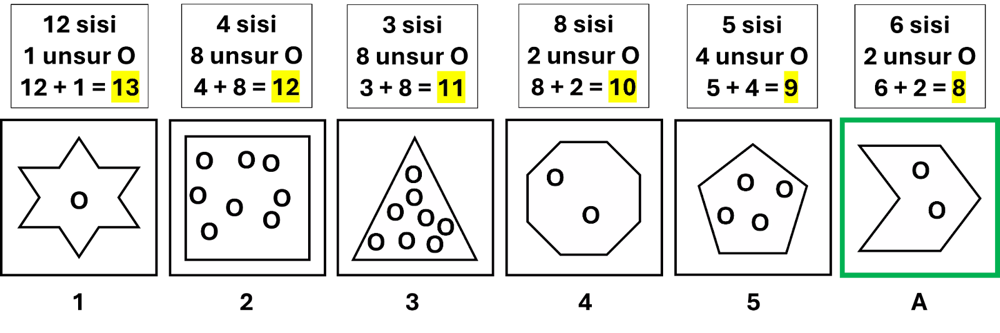 12 sisi
1 unsur O
12 + 1 = 13
4 sisi
8 unsur O
4 + 8 = 12
3 sisi
8 unsur O
3 + 8 = 11
8 sisi
2 unsur O
8 + 2 = 10
5 sisi
4 unsur O
5 + 4 = 9
6 sisi
2 unsur O
6 + 2 = 8
O
O O O
O O O
O O
O
O
O O
O O
O O O
O
O
O O
O O
O
O
1 2 3 4 5 A